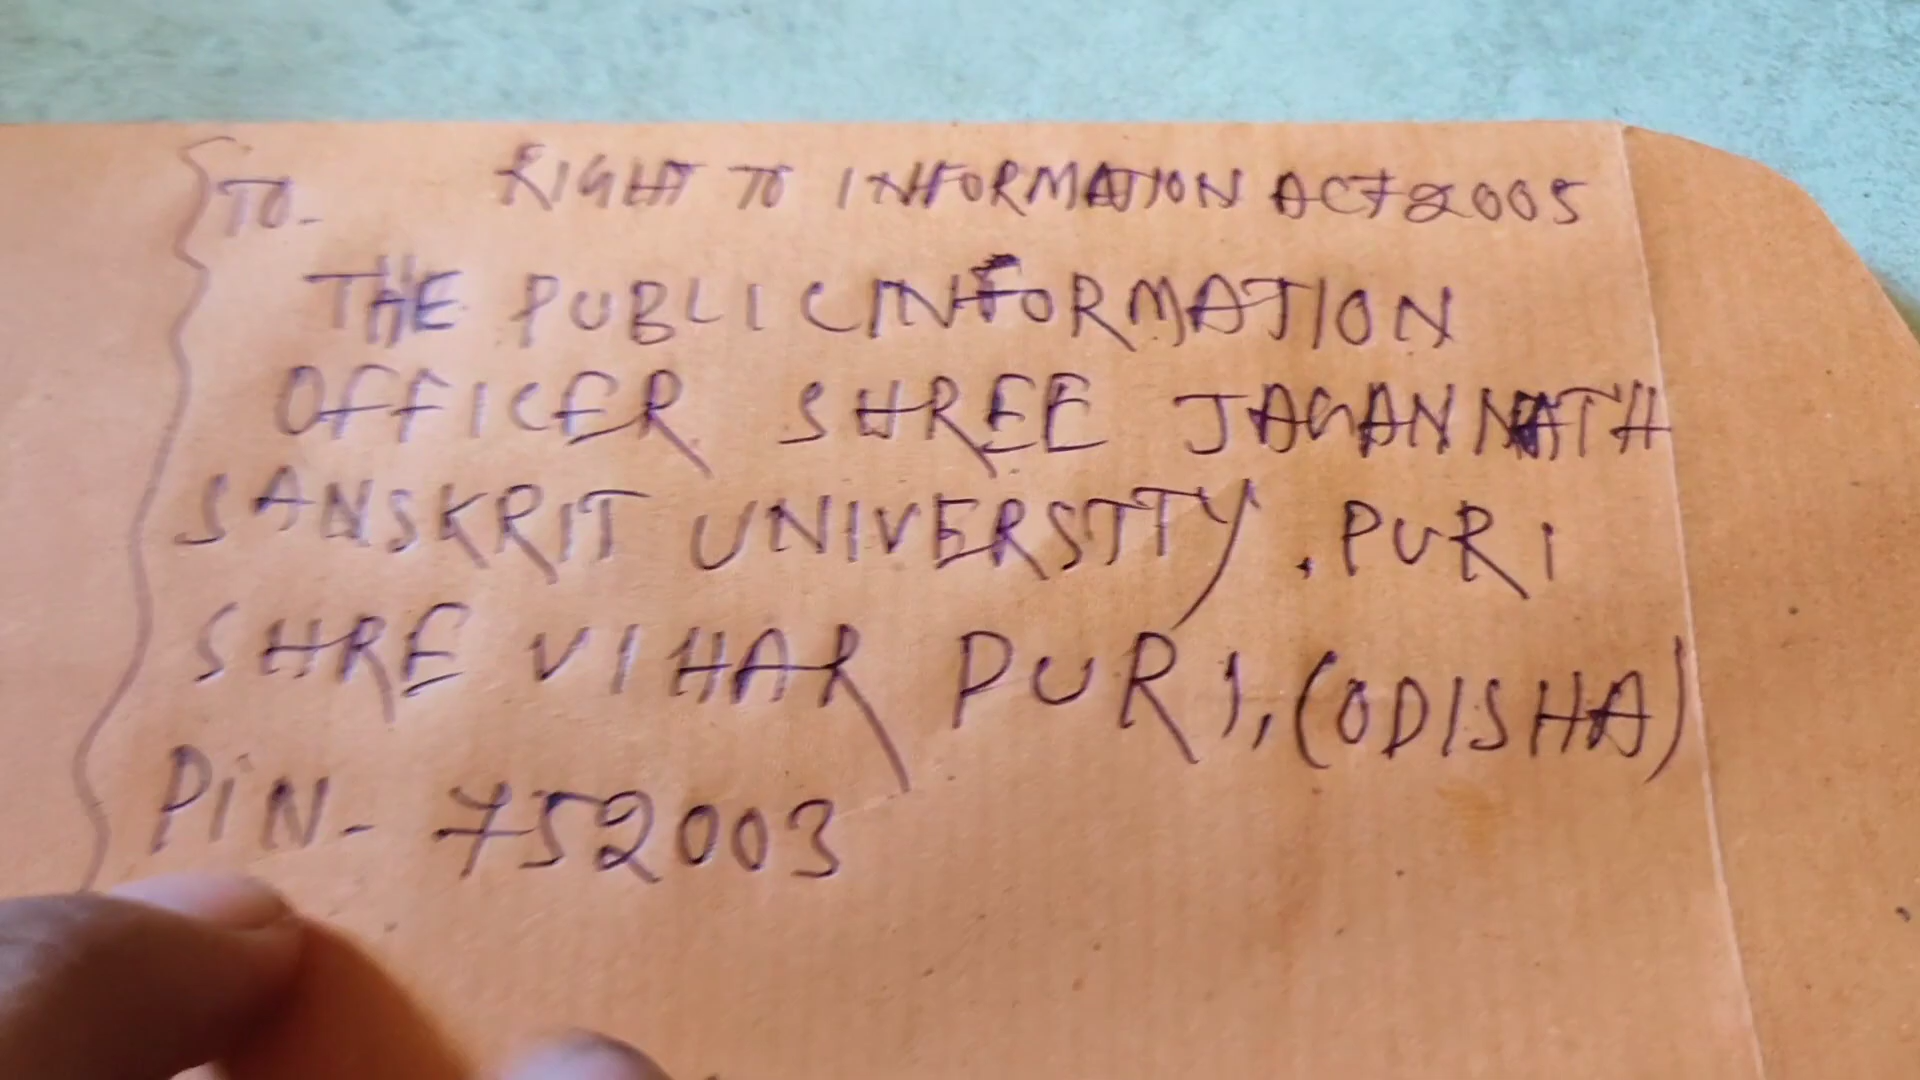 TO- RIGHT TO INFORMATION ACT 2005
THE PUBLIC INFORMATION
OFFICER SHREE JAGANNATH
SANSKRIT UNIVERSITY. PURI
SHRE VIHAR PURI, (ODISHA)
PIN- 752003